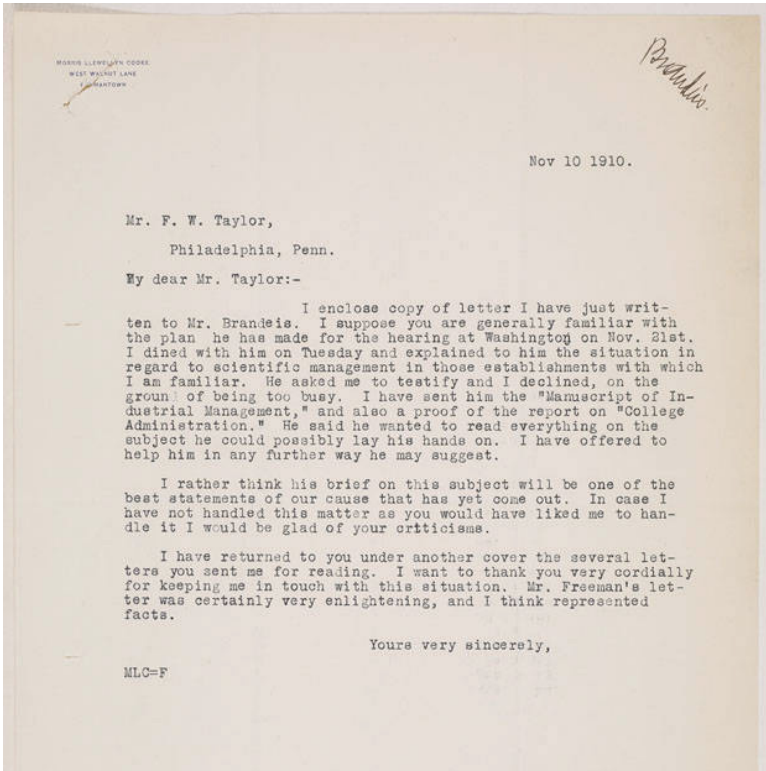 MORRIS LLEWELLYN COOKE
WEST WALNUT LANE
GERMANTOWN
Brandeis.
Nov 10 1910.
Mr. F. W. Taylor,
Philadelphia, Penn.
My dear Mr. Taylor:-
I enclose copy of letter I have just writ-
ten to Mr. Brandeis. I suppose you are generally familiar with
the plan he has made for the hearing at Washington on Nov. 21st.
I dined with him on Tuesday and explained to him the situation in
regard to scientific management in those establishments with which
I am familiar. He asked me to testify and I declined, on the
ground of being too busy. I have sent him the "Manuscript of In-
dustrial Management," and also a proof of the report on "College
Administration." He said he wanted to read everything on the
subject he could possibly lay his hands on. I have offered to
help him in any further way he may suggest.
I rather think his brief on this subject will be one of the
best statements of our cause that has yet come out. In case I
have not handled this matter as you would have liked me to han-
dle it I would be glad of your crtticisms.
I have returned to you under another cover the several let-
ters you sent me for reading. I want to thank you very cordially
for keeping me in touch with this situation. Mr. Freeman's let-
ter was certainly very enlightening, and I think represented
facts.
Yours very sincerely,
MLC=F